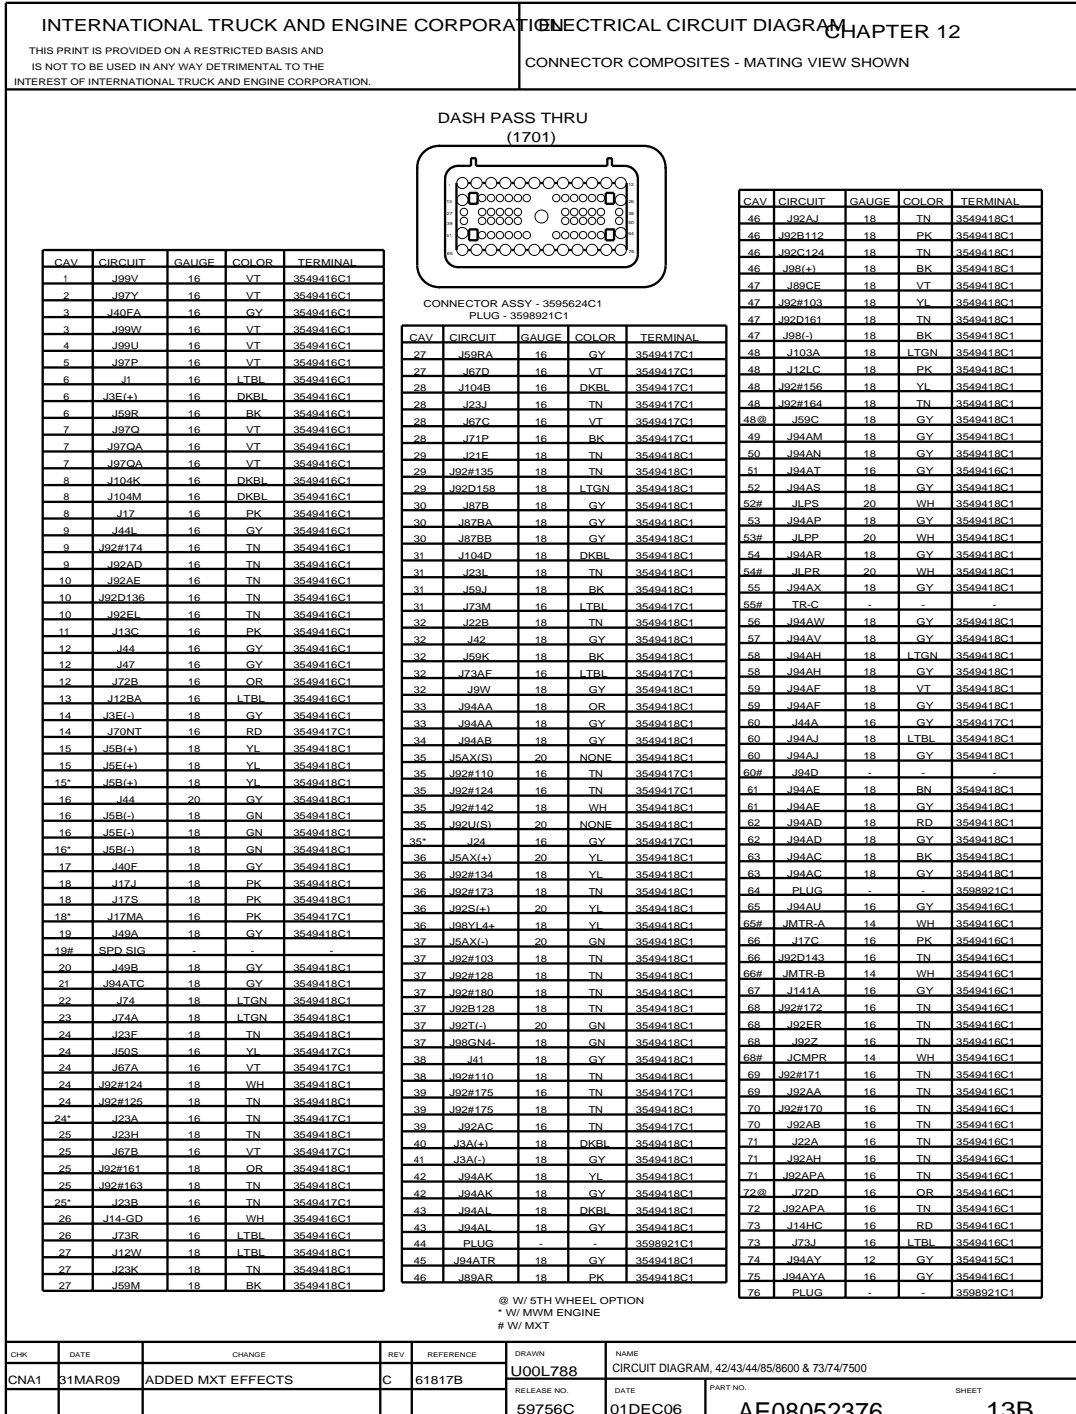 INTERNATIONAL TRUCK AND ENGINE CORPORATION
THIS PRINT IS PROVIDED ON A RESTRICTED BASIS AND
IS NOT TO BE USED IN ANY WAY DETRIMENTAL TO THE
INTEREST OF INTERNATIONAL TRUCK AND ENGINE CORPORATION.
ELECTRICAL CIRCUIT DIAGRAM
CHAPTER 12
CONNECTOR COMPOSITES - MATING VIEW SHOWN
DASH PASS THRU
(1701)
1 12
13 26
27 38
39 50
51 64
65 76
CONNECTOR ASSY - 3595624C1
PLUG - 3598921C1
CAV CIRCUIT GAUGE COLOR TERMINAL
1 J99V 16 VT 3549416C1
2 J97Y 16 VT 3549416C1
3 J40FA 16 GY 3549416C1
3 J99W 16 VT 3549416C1
4 J99U 16 VT 3549416C1
5 J97P 16 VT 3549416C1
6 J1 16 LTBL 3549416C1
6 J3E(+) 16 DKBL 3549416C1
6 J59R 16 BK 3549416C1
7 J97Q 16 VT 3549416C1
7 J97QA 16 VT 3549416C1
7 J97QA 16 VT 3549416C1
8 J104K 16 DKBL 3549416C1
8 J104M 16 DKBL 3549416C1
8 J17 16 PK 3549416C1
9 J44L 16 GY 3549416C1
9 J92#174 16 TN 3549416C1
9 J92AD 16 TN 3549416C1
10 J92AE 16 TN 3549416C1
10 J92D136 16 TN 3549416C1
10 J92EL 16 TN 3549416C1
11 J13C 16 PK 3549416C1
12 J44 16 GY 3549416C1
12 J47 16 GY 3549416C1
12 J72B 16 OR 3549416C1
13 J12BA 16 LTBL 3549416C1
14 J3E(-) 18 GY 3549416C1
14 J70NT 16 RD 3549417C1
15 J5B(+) 18 YL 3549418C1
15 J5E(+) 18 YL 3549418C1
15* J5B(+) 18 YL 3549418C1
16 J44 20 GY 3549418C1
16 J5B(-) 18 GN 3549418C1
16 J5E(-) 18 GN 3549418C1
16* J5B(-) 18 GN 3549418C1
17 J40F 18 GY 3549418C1
18 J17J 18 PK 3549418C1
18 J17S 18 PK 3549418C1
18* J17MA 16 PK 3549417C1
19 J49A 18 GY 3549418C1
19# SPD SIG - - -
20 J49B 18 GY 3549418C1
21 J94ATC 18 GY 3549418C1
22 J74 18 LTGN 3549418C1
23 J74A 18 LTGN 3549418C1
24 J23F 18 TN 3549418C1
24 J50S 16 YL 3549417C1
24 J67A 16 VT 3549417C1
24 J92#124 18 WH 3549418C1
24 J92#125 18 TN 3549418C1
24* J23A 16 TN 3549417C1
25 J23H 18 TN 3549418C1
25 J67B 16 VT 3549417C1
25 J92#161 18 OR 3549418C1
25 J92#163 18 TN 3549418C1
25* J23B 16 TN 3549417C1
26 J14-GD 16 WH 3549416C1
26 J73R 16 LTBL 3549416C1
27 J12W 18 LTBL 3549418C1
27 J23K 18 TN 3549418C1
27 J59M 18 BK 3549418C1
CAV CIRCUIT GAUGE COLOR TERMINAL
27 J59RA 16 GY 3549417C1
27 J67D 16 VT 3549417C1
28 J104B 16 DKBL 3549417C1
28 J23J 16 TN 3549417C1
28 J67C 16 VT 3549417C1
28 J71P 16 BK 3549417C1
29 J21E 18 TN 3549418C1
29 J92#135 18 TN 3549418C1
29 J92D158 18 LTGN 3549418C1
30 J87B 18 GY 3549418C1
30 J87BA 18 GY 3549418C1
30 J87BB 18 GY 3549418C1
31 J104D 18 DKBL 3549418C1
31 J23L 18 TN 3549418C1
31 J59J 18 BK 3549418C1
31 J73M 16 LTBL 3549417C1
32 J22B 18 TN 3549418C1
32 J42 18 GY 3549418C1
32 J59K 18 BK 3549418C1
32 J73AF 16 LTBL 3549417C1
32 J9W 18 GY 3549418C1
33 J94AA 18 OR 3549418C1
33 J94AA 18 GY 3549418C1
34 J94AB 18 GY 3549418C1
35 J5AX(S) 20 NONE 3549418C1
35 J92#110 16 TN 3549417C1
35 J92#124 16 TN 3549417C1
35 J92#142 18 WH 3549418C1
35 J92U(S) 20 NONE 3549418C1
35* J24 16 GY 3549417C1
36 J5AX(+) 20 YL 3549418C1
36 J92#134 18 YL 3549418C1
36 J92#173 18 TN 3549418C1
36 J92S(+) 20 YL 3549418C1
36 J98YL4+ 18 YL 3549418C1
37 J5AX(-) 20 GN 3549418C1
37 J92#103 18 TN 3549418C1
37 J92#128 18 TN 3549418C1
37 J92#180 18 TN 3549418C1
37 J92B128 18 TN 3549418C1
37 J92T(-) 20 GN 3549418C1
37 J98GN4- 18 GN 3549418C1
38 J41 18 GY 3549418C1
38 J92#110 18 TN 3549418C1
39 J92#175 16 TN 3549417C1
39 J92#175 18 TN 3549418C1
39 J92AC 16 TN 3549417C1
40 J3A(+) 18 DKBL 3549418C1
41 J3A(-) 18 GY 3549418C1
42 J94AK 18 YL 3549418C1
42 J94AK 18 GY 3549418C1
43 J94AL 18 DKBL 3549418C1
43 J94AL 18 GY 3549418C1
44 PLUG - - 3598921C1
45 J94ATR 18 GY 3549418C1
46 J89AR 18 PK 3549418C1
CAV CIRCUIT GAUGE COLOR TERMINAL
46 J92AJ 18 TN 3549418C1
46 J92B112 18 PK 3549418C1
46 J92C124 18 TN 3549418C1
46 J98(+) 18 BK 3549418C1
47 J89CE 18 VT 3549418C1
47 J92#103 18 YL 3549418C1
47 J92D161 18 TN 3549418C1
47 J98(-) 18 BK 3549418C1
48 J103A 18 LTGN 3549418C1
48 J12LC 18 PK 3549418C1
48 J92#156 18 YL 3549418C1
48 J92#164 18 TN 3549418C1
48@ J59C 18 GY 3549418C1
49 J94AM 18 GY 3549418C1
50 J94AN 18 GY 3549418C1
51 J94AT 16 GY 3549416C1
52 J94AS 18 GY 3549418C1
52# JLPS 20 WH 3549418C1
53 J94AP 18 GY 3549418C1
53# JLPP 20 WH 3549418C1
54 J94AR 18 GY 3549418C1
54# JLPR 20 WH 3549418C1
55 J94AX 18 GY 3549418C1
55# TR-C - - -
56 J94AW 18 GY 3549418C1
57 J94AV 18 GY 3549418C1
58 J94AH 18 LTGN 3549418C1
58 J94AH 18 GY 3549418C1
59 J94AF 18 VT 3549418C1
59 J94AF 18 GY 3549418C1
60 J44A 16 GY 3549417C1
60 J94AJ 18 LTBL 3549418C1
60 J94AJ 18 GY 3549418C1
60# J94D - - -
61 J94AE 18 BN 3549418C1
61 J94AE 18 GY 3549418C1
62 J94AD 18 RD 3549418C1
62 J94AD 18 GY 3549418C1
63 J94AC 18 BK 3549418C1
63 J94AC 18 GY 3549418C1
64 PLUG - - 3598921C1
65 J94AU 16 GY 3549416C1
65# JMTR-A 14 WH 3549416C1
66 J17C 16 PK 3549416C1
66 J92D143 16 TN 3549416C1
66# JMTR-B 14 WH 3549416C1
67 J141A 16 GY 3549416C1
68 J92#172 16 TN 3549416C1
68 J92ER 16 TN 3549416C1
68 J92Z 16 TN 3549416C1
68# JCMPR 14 WH 3549416C1
69 J92#171 16 TN 3549416C1
69 J92AA 16 TN 3549416C1
70 J92#170 16 TN 3549416C1
70 J92AB 16 TN 3549416C1
71 J22A 16 TN 3549416C1
71 J92AH 16 TN 3549416C1
71 J92APA 16 TN 3549416C1
72@ J72D 16 OR 3549416C1
72 J92APA 16 TN 3549416C1
73 J14HC 16 RD 3549416C1
73 J73J 16 LTBL 3549416C1
74 J94AY 12 GY 3549415C1
75 J94AYA 16 GY 3549416C1
76 PLUG - - 3598921C1
@ W/ 5TH WHEEL OPTION
* W/ MWM ENGINE
# W/ MXT
CHK DATE CHANGE REV REFERENCE
CNA1 31MAR09 ADDED MXT EFFECTS C 61817B
DRAWN
U00L788
NAME
CIRCUIT DIAGRAM, 42/43/44/85/8600 & 73/74/7500
RELEASE NO.
59756C
DATE
01DEC06
PART NO.
AE08052376
SHEET
13B